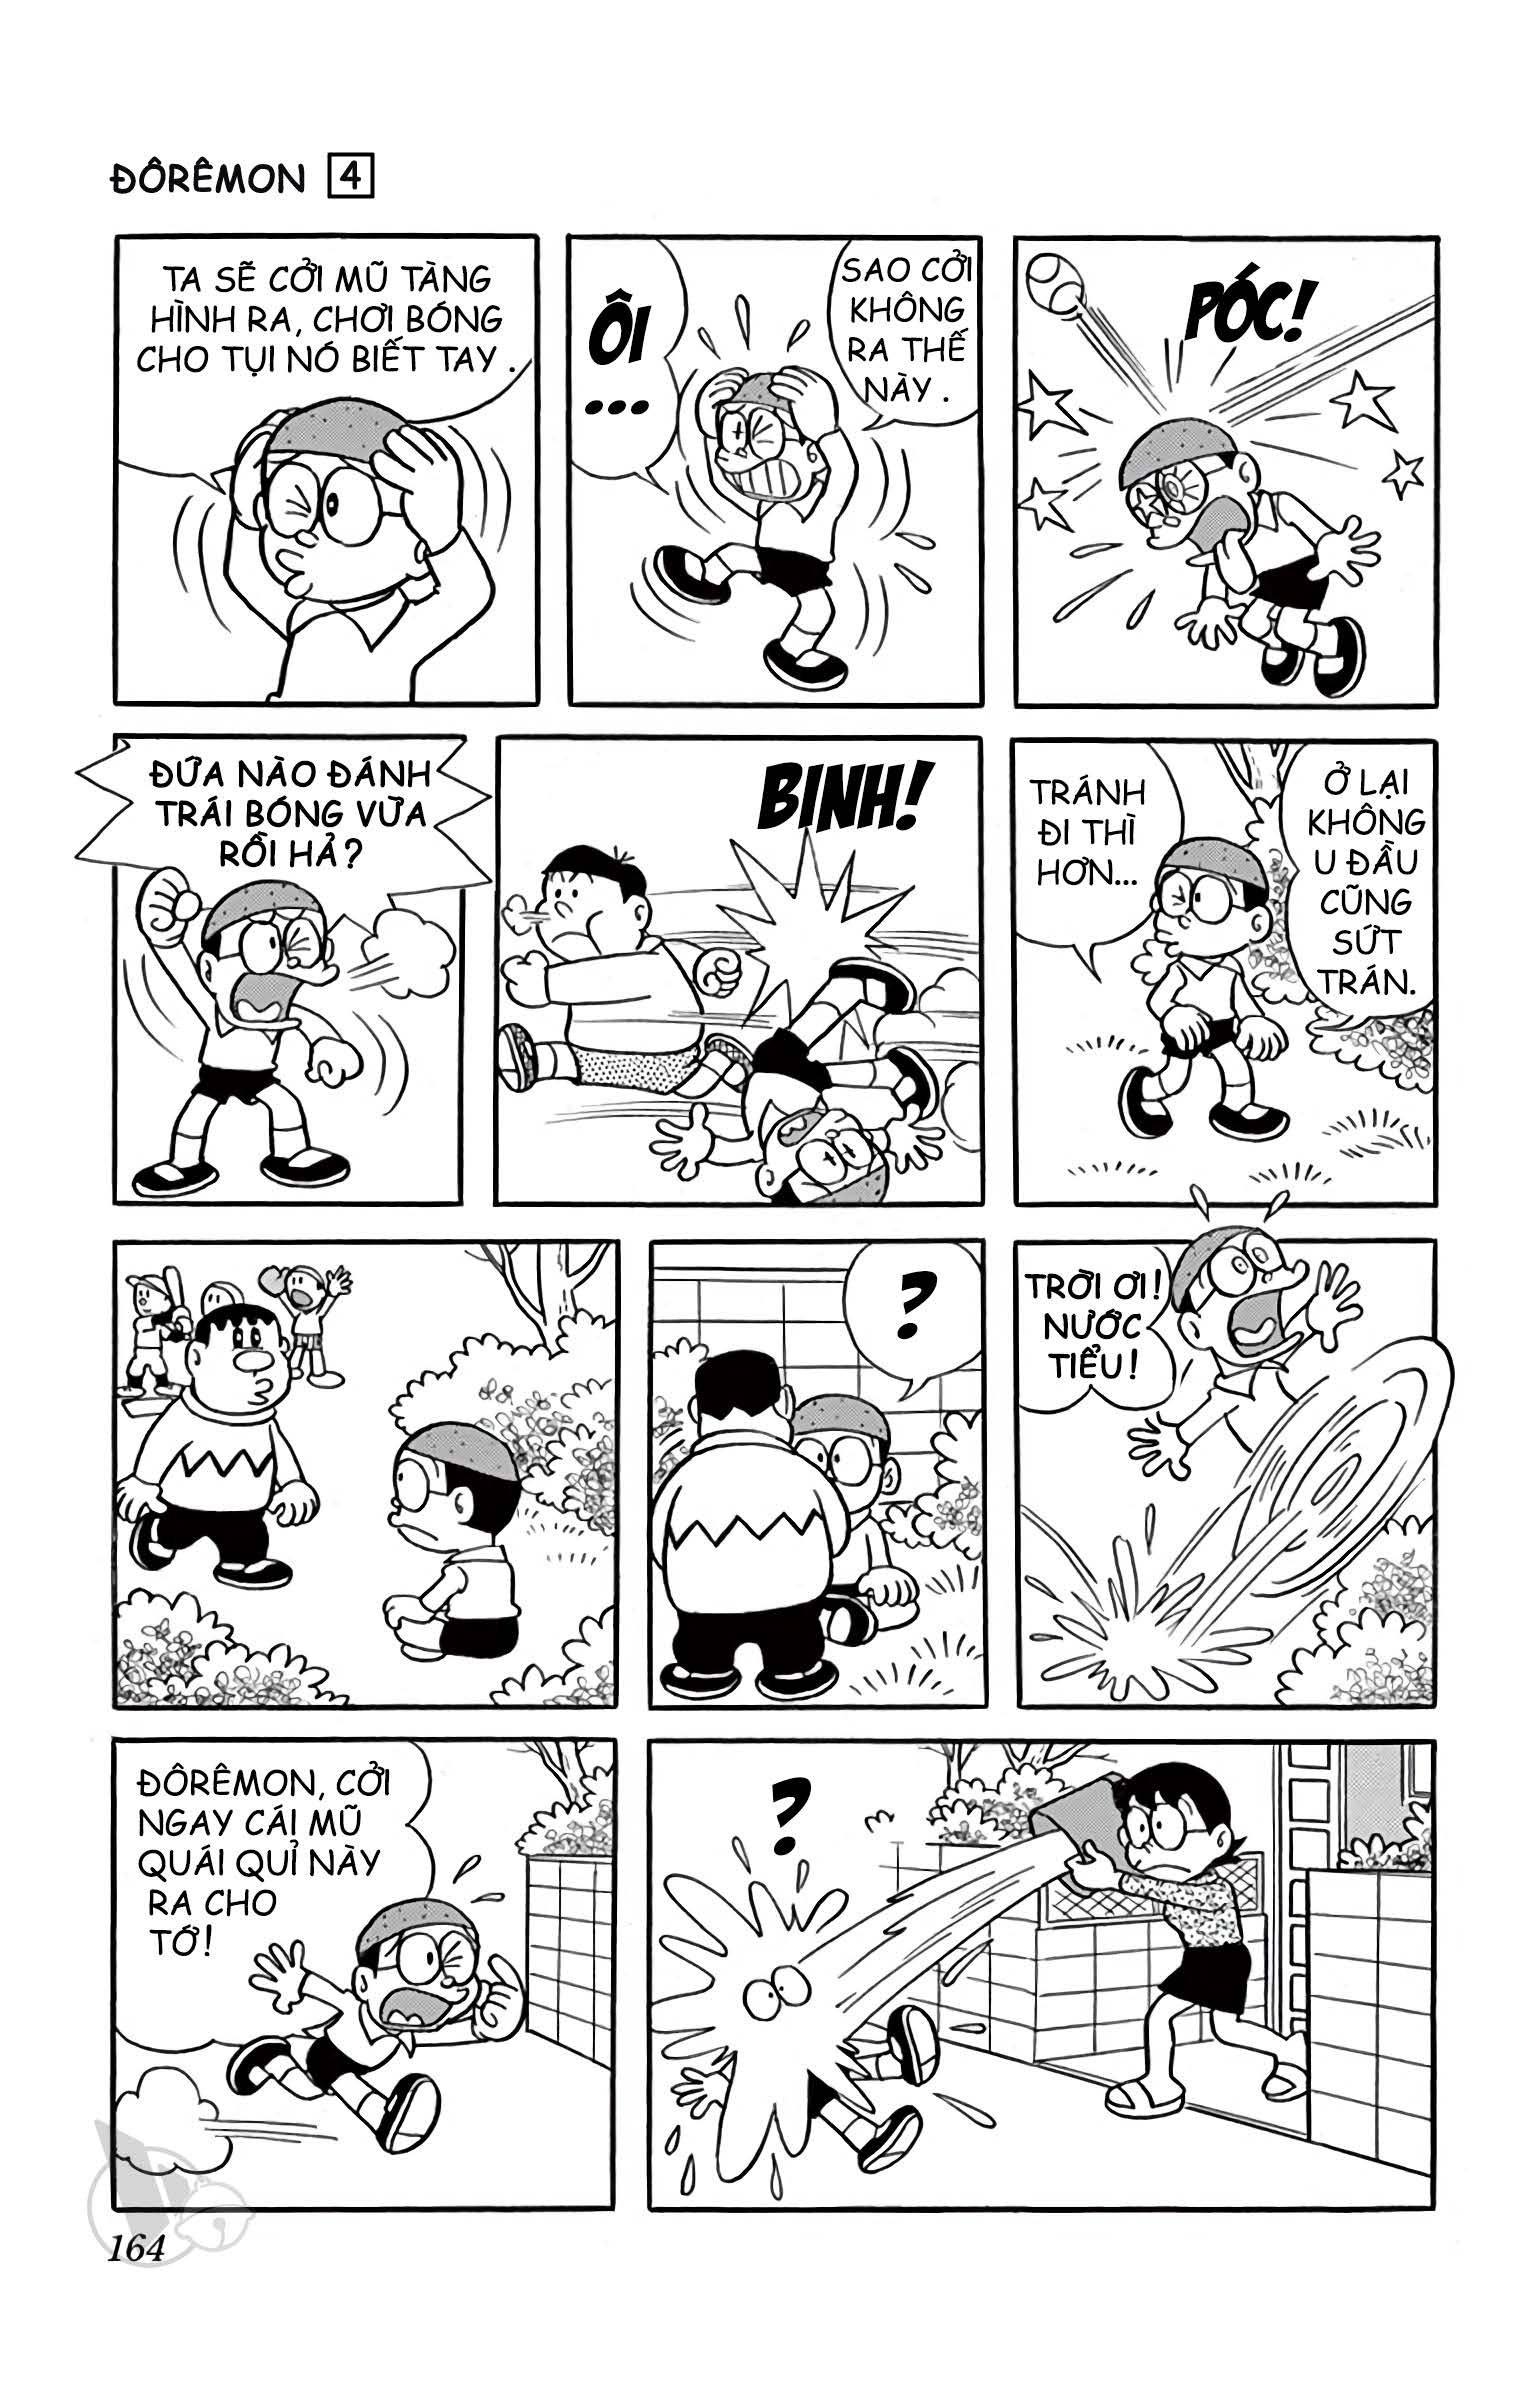 ĐÔRÊMON 4
TA SẼ CỞI MŨ TÀNG
HÌNH RA, CHƠI BÓNG
CHO TỤI NÓ BIẾT TAY.
ÔI
...
SAO CỞI
KHÔNG
RA THẾ
NÀY.
PÓC!
ĐỨA NÀO ĐÁNH
TRÁI BÓNG VỪA
RỒI HẢ?
BINH!
TRÁNH
ĐI THÌ
HƠN...
Ở LẠI
KHÔNG
U ĐẦU
CŨNG
SỨT
TRÁN.
?
TRỜI ƠI!
NƯỚC
TIỂU!
ĐÔRÊMON, CỞI
NGAY CÁI MŨ
QUÁI QUỈ NÀY
RA CHO
TỚ!
?
164